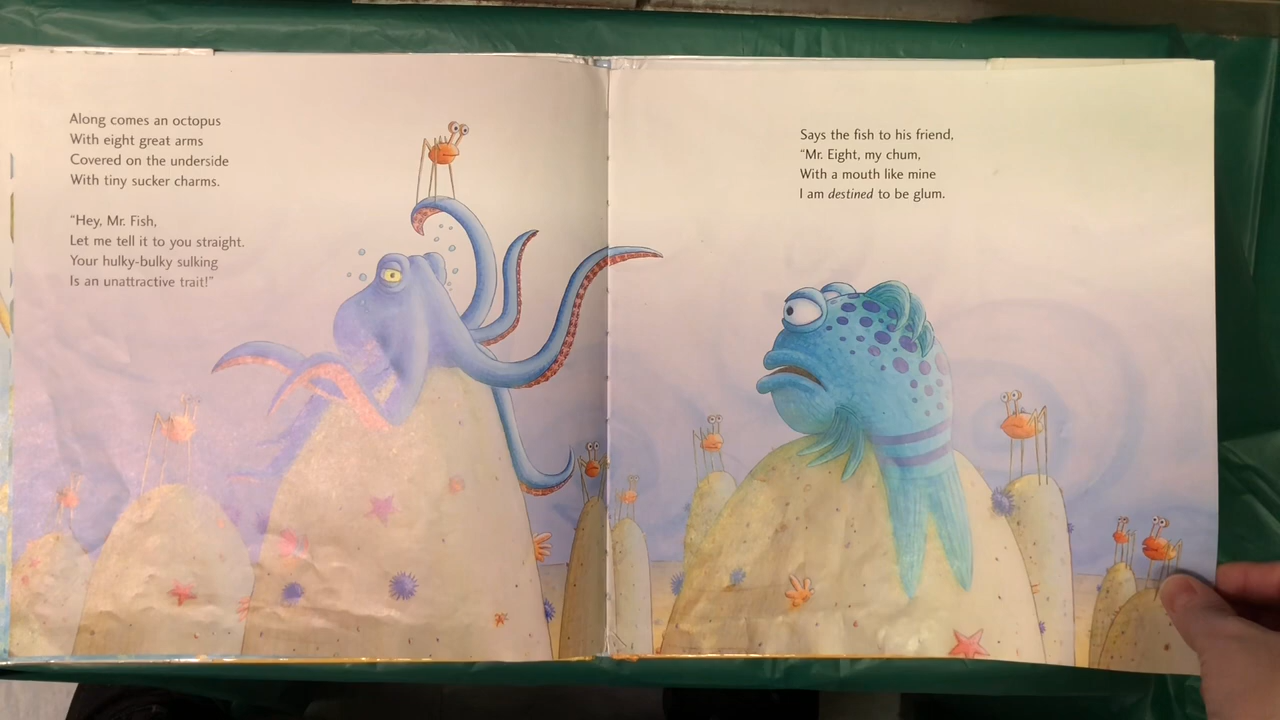 Along comes an octopus
With eight great arms
Covered on the underside
With tiny sucker charms.
“Hey, Mr. Fish,
Let me tell it to you straight.
Your hulky-bulky sulking
Is an unattractive trait!”
Says the fish to his friend,
“Mr. Eight, my chum,
With a mouth like mine
I am destined to be glum.